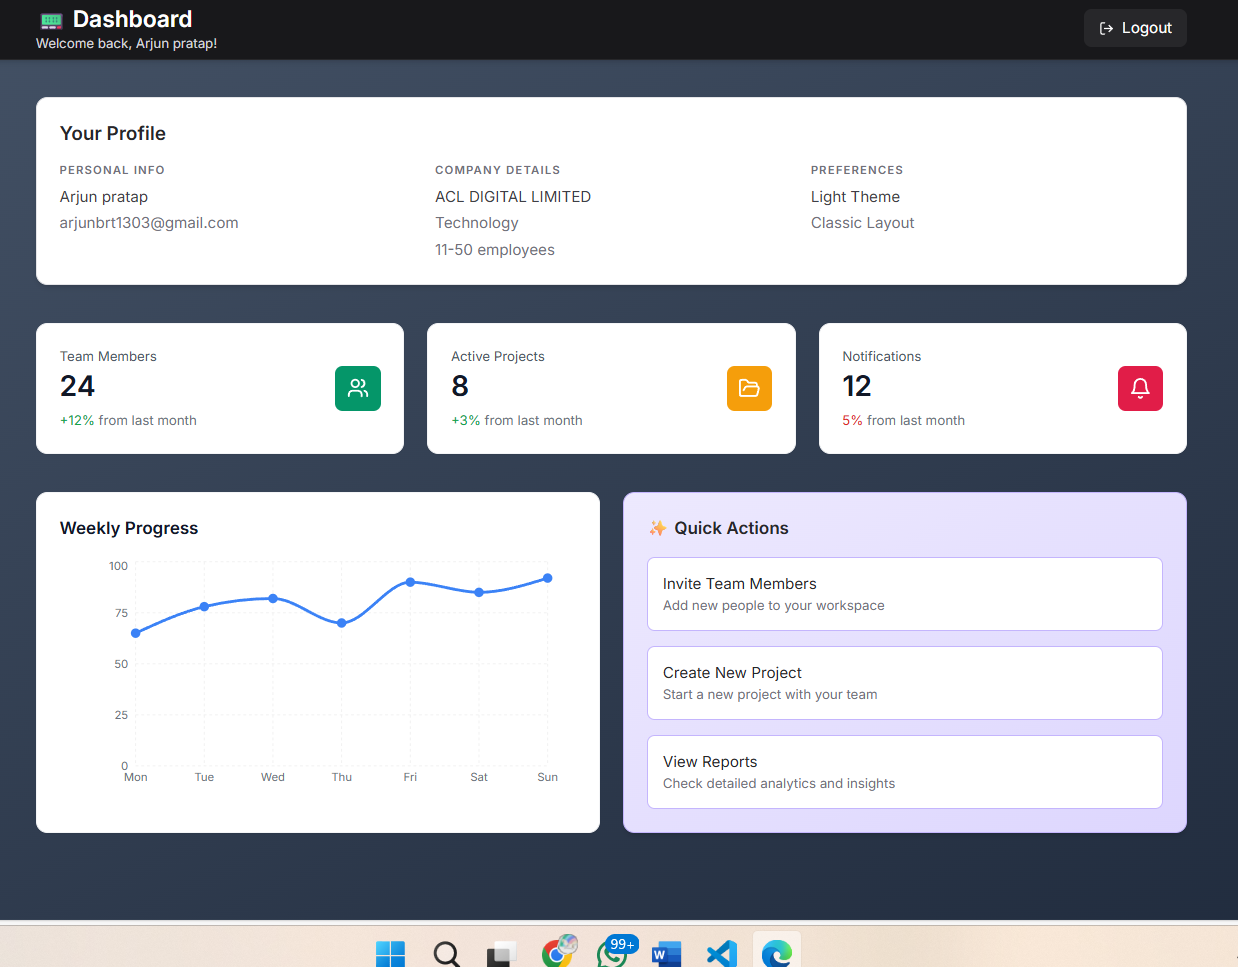 Dashboard
Welcome back, Arjun pratap!
Logout
Your Profile
PERSONAL INFO
Arjun pratap
arjunbrt1303@gmail.com
COMPANY DETAILS
ACL DIGITAL LIMITED
Technology
11-50 employees
PREFERENCES
Light Theme
Classic Layout
Team Members
24
+12% from last month
Active Projects
8
+3% from last month
Notifications
12
5% from last month
Weekly Progress
100
75
50
25
0
Mon Tue Wed Thu Fri Sat Sun
✨ Quick Actions
Invite Team Members
Add new people to your workspace
Create New Project
Start a new project with your team
View Reports
Check detailed analytics and insights
99+
W